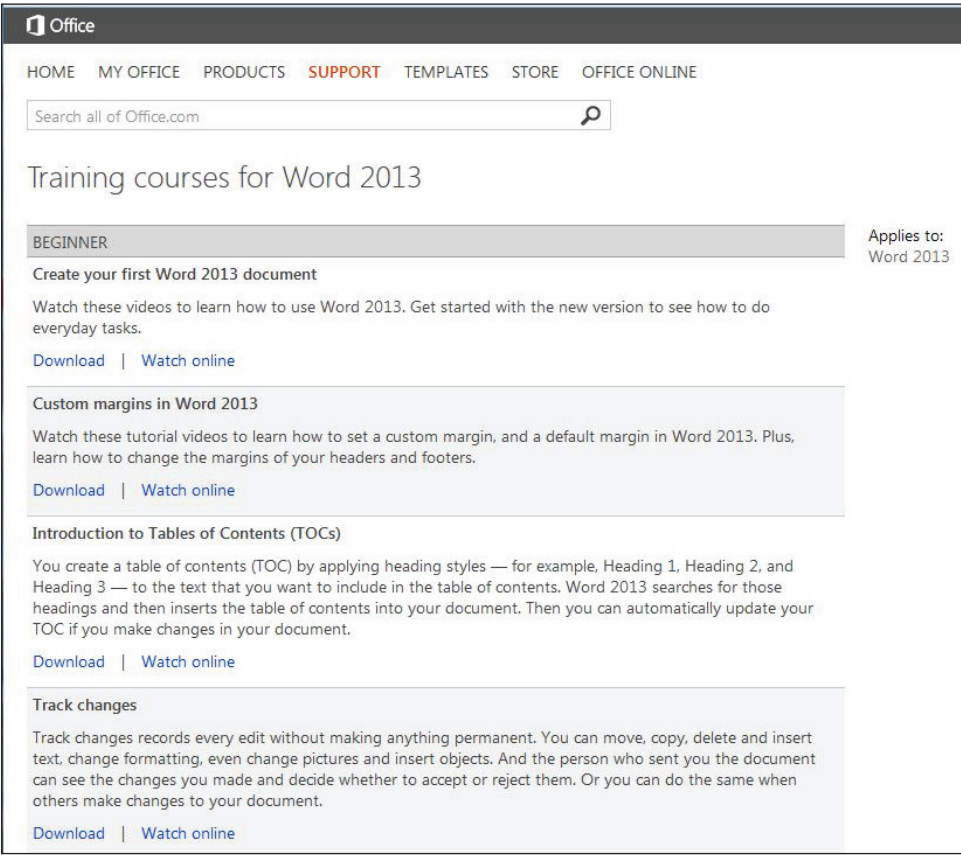 Office
HOME MY OFFICE PRODUCTS SUPPORT TEMPLATES STORE OFFICE ONLINE
Search all of Office.com
Training courses for Word 2013
BEGINNER
Applies to:
Word 2013
Create your first Word 2013 document
Watch these videos to learn how to use Word 2013. Get started with the new version to see how to do
everyday tasks.
Download | Watch online
Custom margins in Word 2013
Watch these tutorial videos to learn how to set a custom margin, and a default margin in Word 2013. Plus,
learn how to change the margins of your headers and footers.
Download | Watch online
Introduction to Tables of Contents (TOCs)
You create a table of contents (TOC) by applying heading styles — for example, Heading 1, Heading 2, and
Heading 3 — to the text that you want to include in the table of contents. Word 2013 searches for those
headings and then inserts the table of contents into your document. Then you can automatically update your
TOC if you make changes in your document.
Download | Watch online
Track changes
Track changes records every edit without making anything permanent. You can move, copy, delete and insert
text, change formatting, even change pictures and insert objects. And the person who sent you the document
can see the changes you made and decide whether to accept or reject them. Or you can do the same when
others make changes to your document.
Download | Watch online